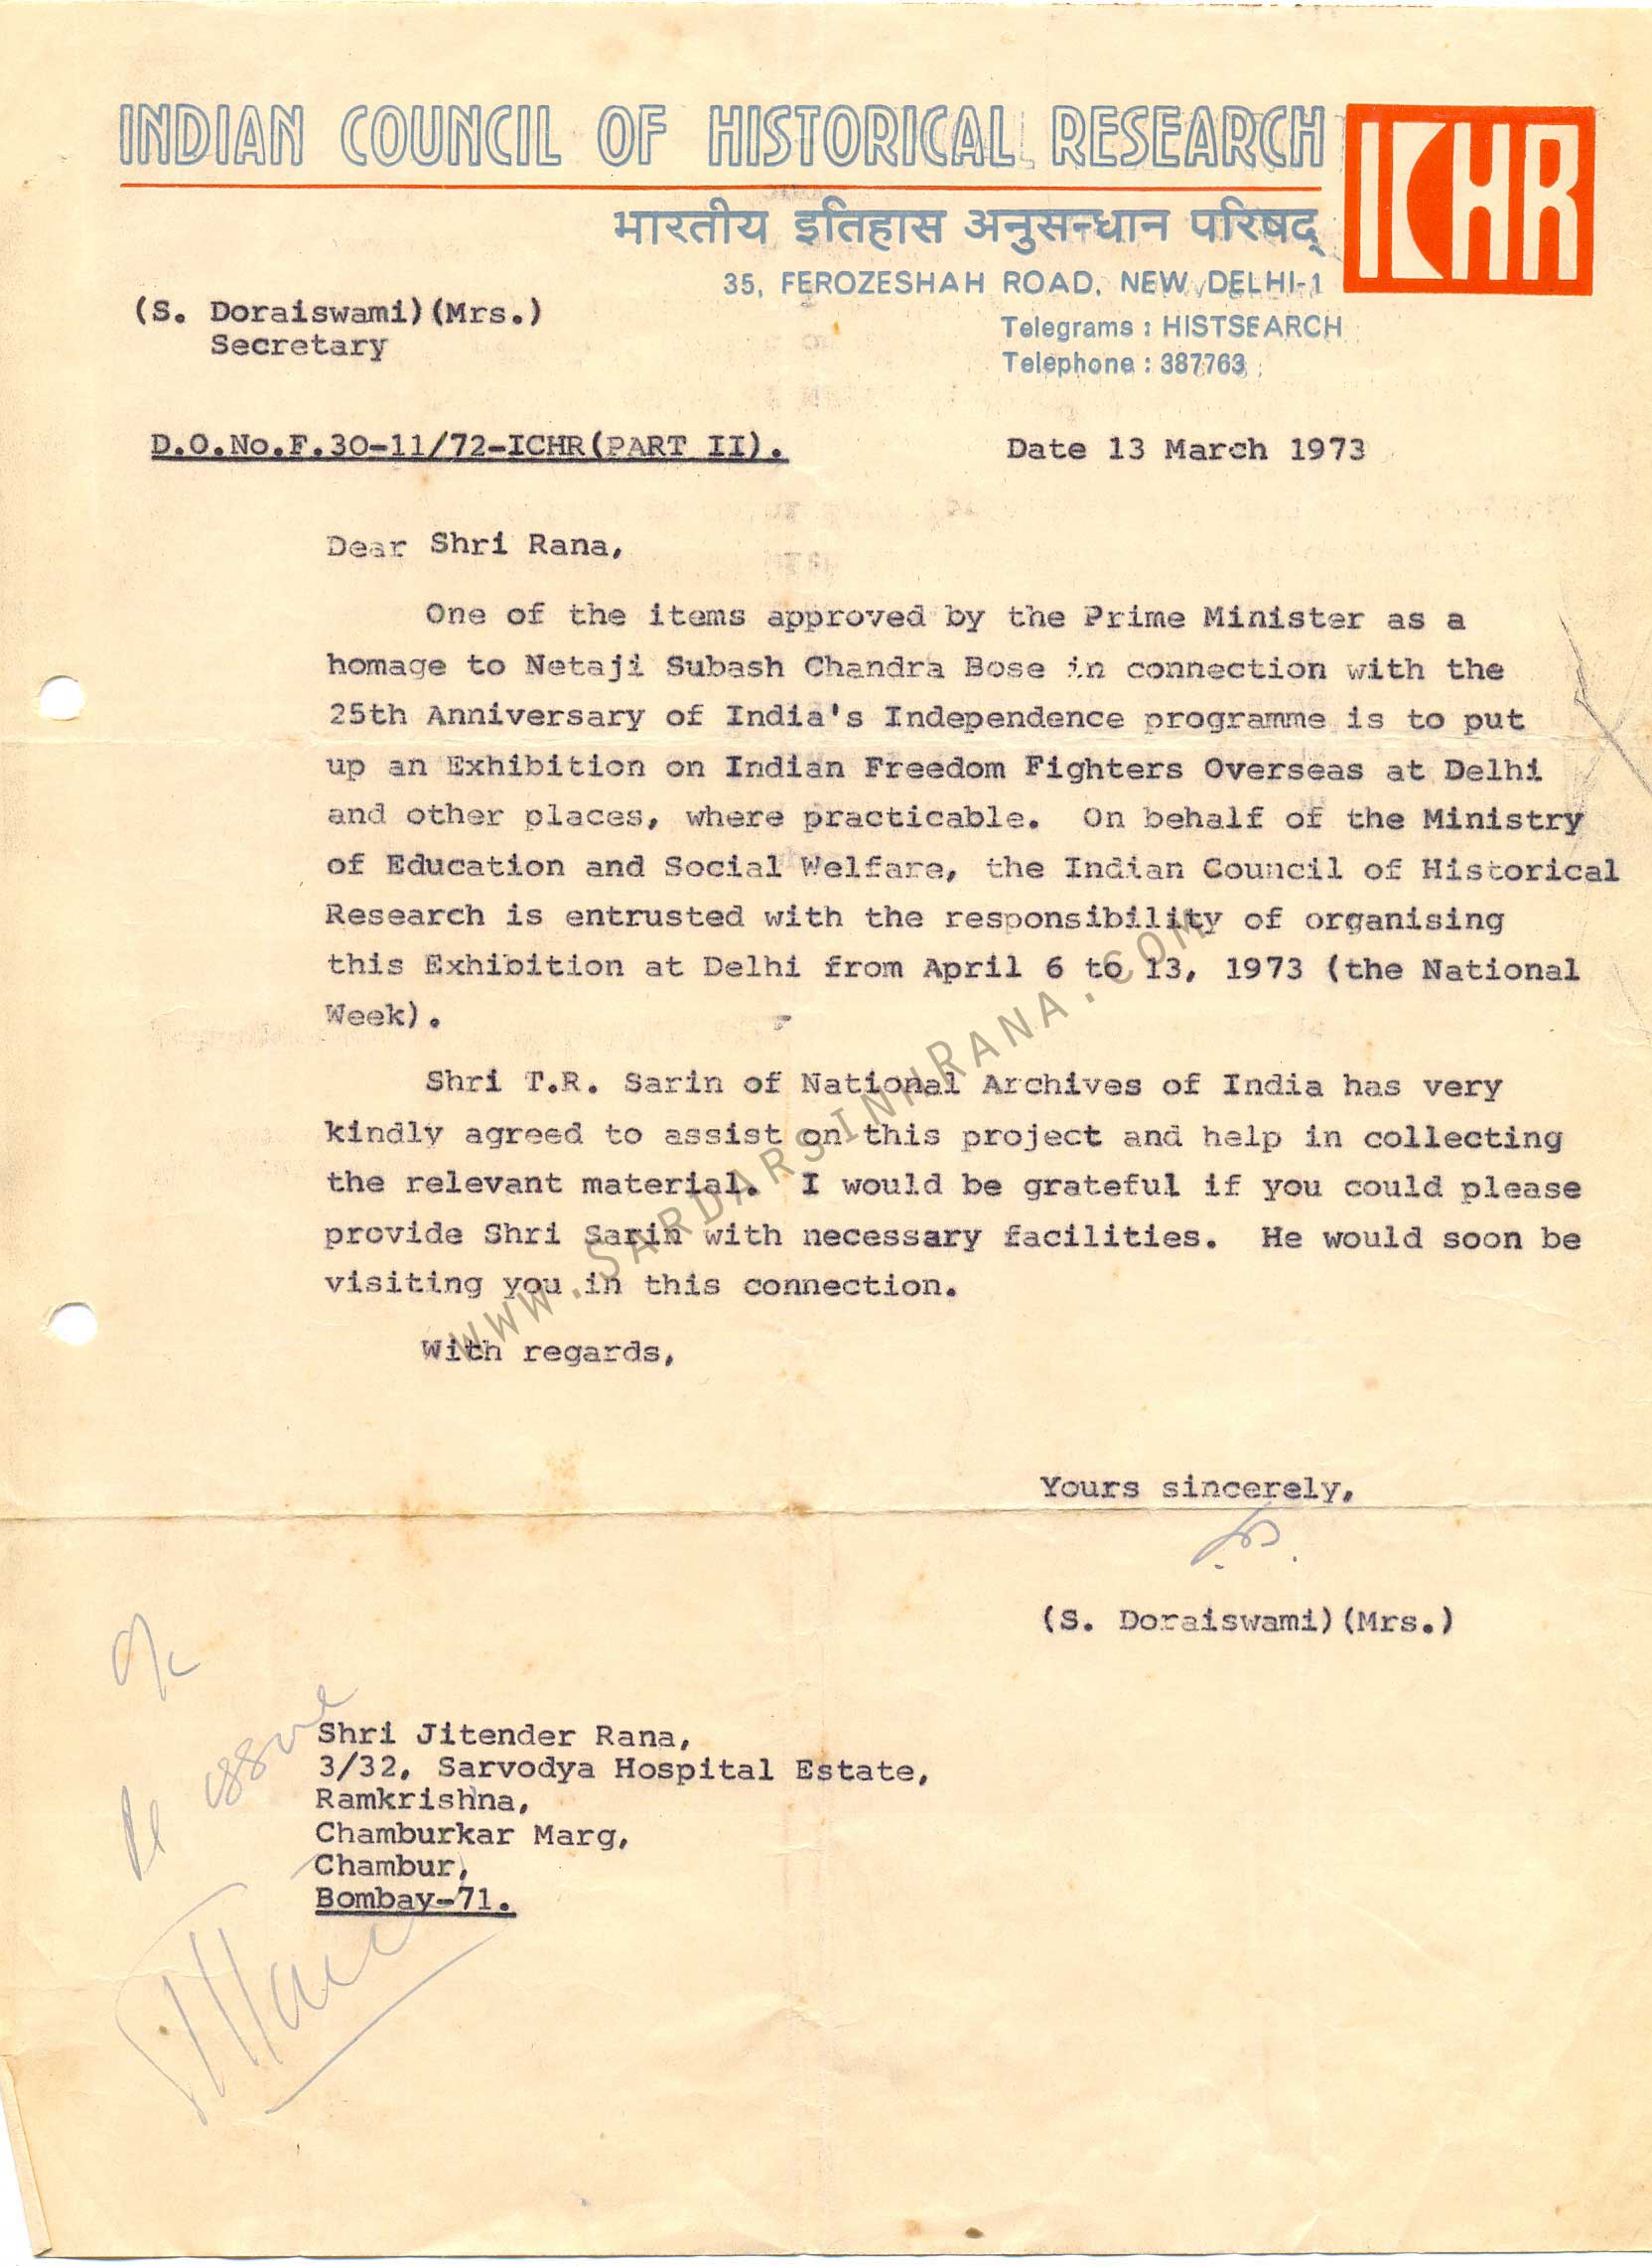 INDIAN COUNCIL OF HISTORICAL RESEARCH
ICHR
भारतीय इतिहास अनुसन्धान परिषद्
35, FEROZESHAH ROAD, NEW DELHI-1
(S. Doraiswami)(Mrs.)
Secretary
Telegrams : HISTSEARCH
Telephone : 387763
D.O.No.F.30-11/72-ICHR(PART II).
Date 13 March 1973
Dear Shri Rana,
One of the items approved by the Prime Minister as a
homage to Netaji Subash Chandra Bose in connection with the
25th Anniversary of India's Independence programme is to put
up an Exhibition on Indian Freedom Fighters Overseas at Delhi
and other places, where practicable. On behalf of the Ministry
of Education and Social Welfare, the Indian Council of Historical
Research is entrusted with the responsibility of organising
this Exhibition at Delhi from April 6 to 13, 1973 (the National
Week).
Shri T.R. Sarin of National Archives of India has very
kindly agreed to assist on this project and help in collecting
the relevant material. I would be grateful if you could please
provide Shri Sarin with necessary facilities. He would soon be
visiting you in this connection.
With regards,
WWW.SARDARSINHRANA.COM
Yours sincerely,
(S. Doraiswami)(Mrs.)
Shri Jitender Rana,
3/32, Sarvodya Hospital Estate,
Ramkrishna,
Chamburkar Marg,
Chambur,
Bombay-71.